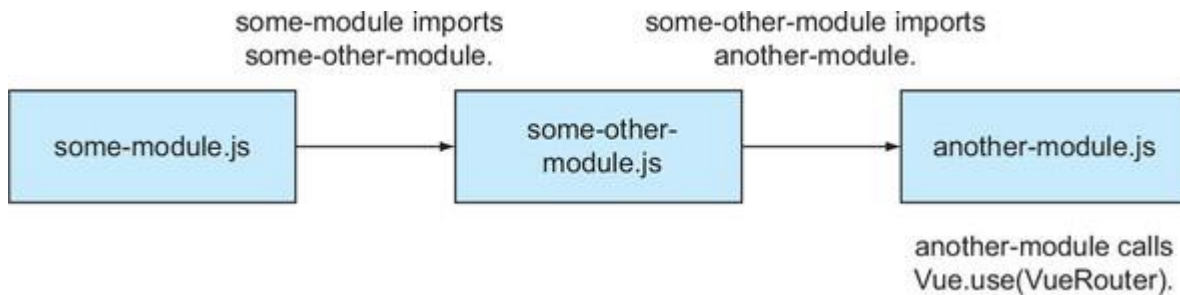 some-module imports
some-other-module.
some-other-module imports
another-module.
some-module.js
some-other-
module.js
another-module.js
another-module calls
Vue.use(VueRouter).